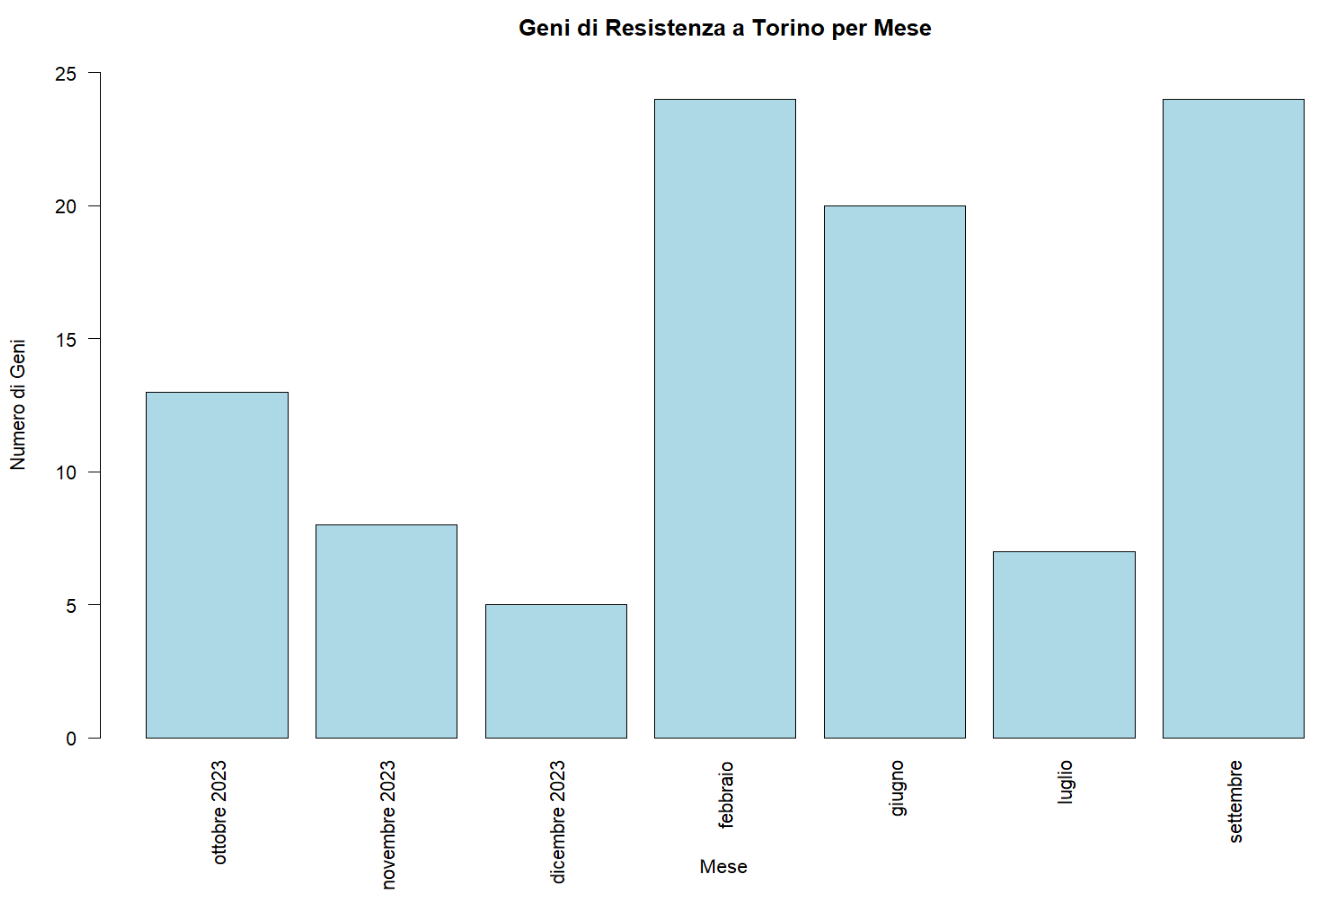 Geni di Resistenza a Torino per Mese
25
20
15
10
5
0
Numero di Geni
ottobre 2023
novembre 2023
dicembre 2023
febbraio
giugno
luglio
settembre
Mese